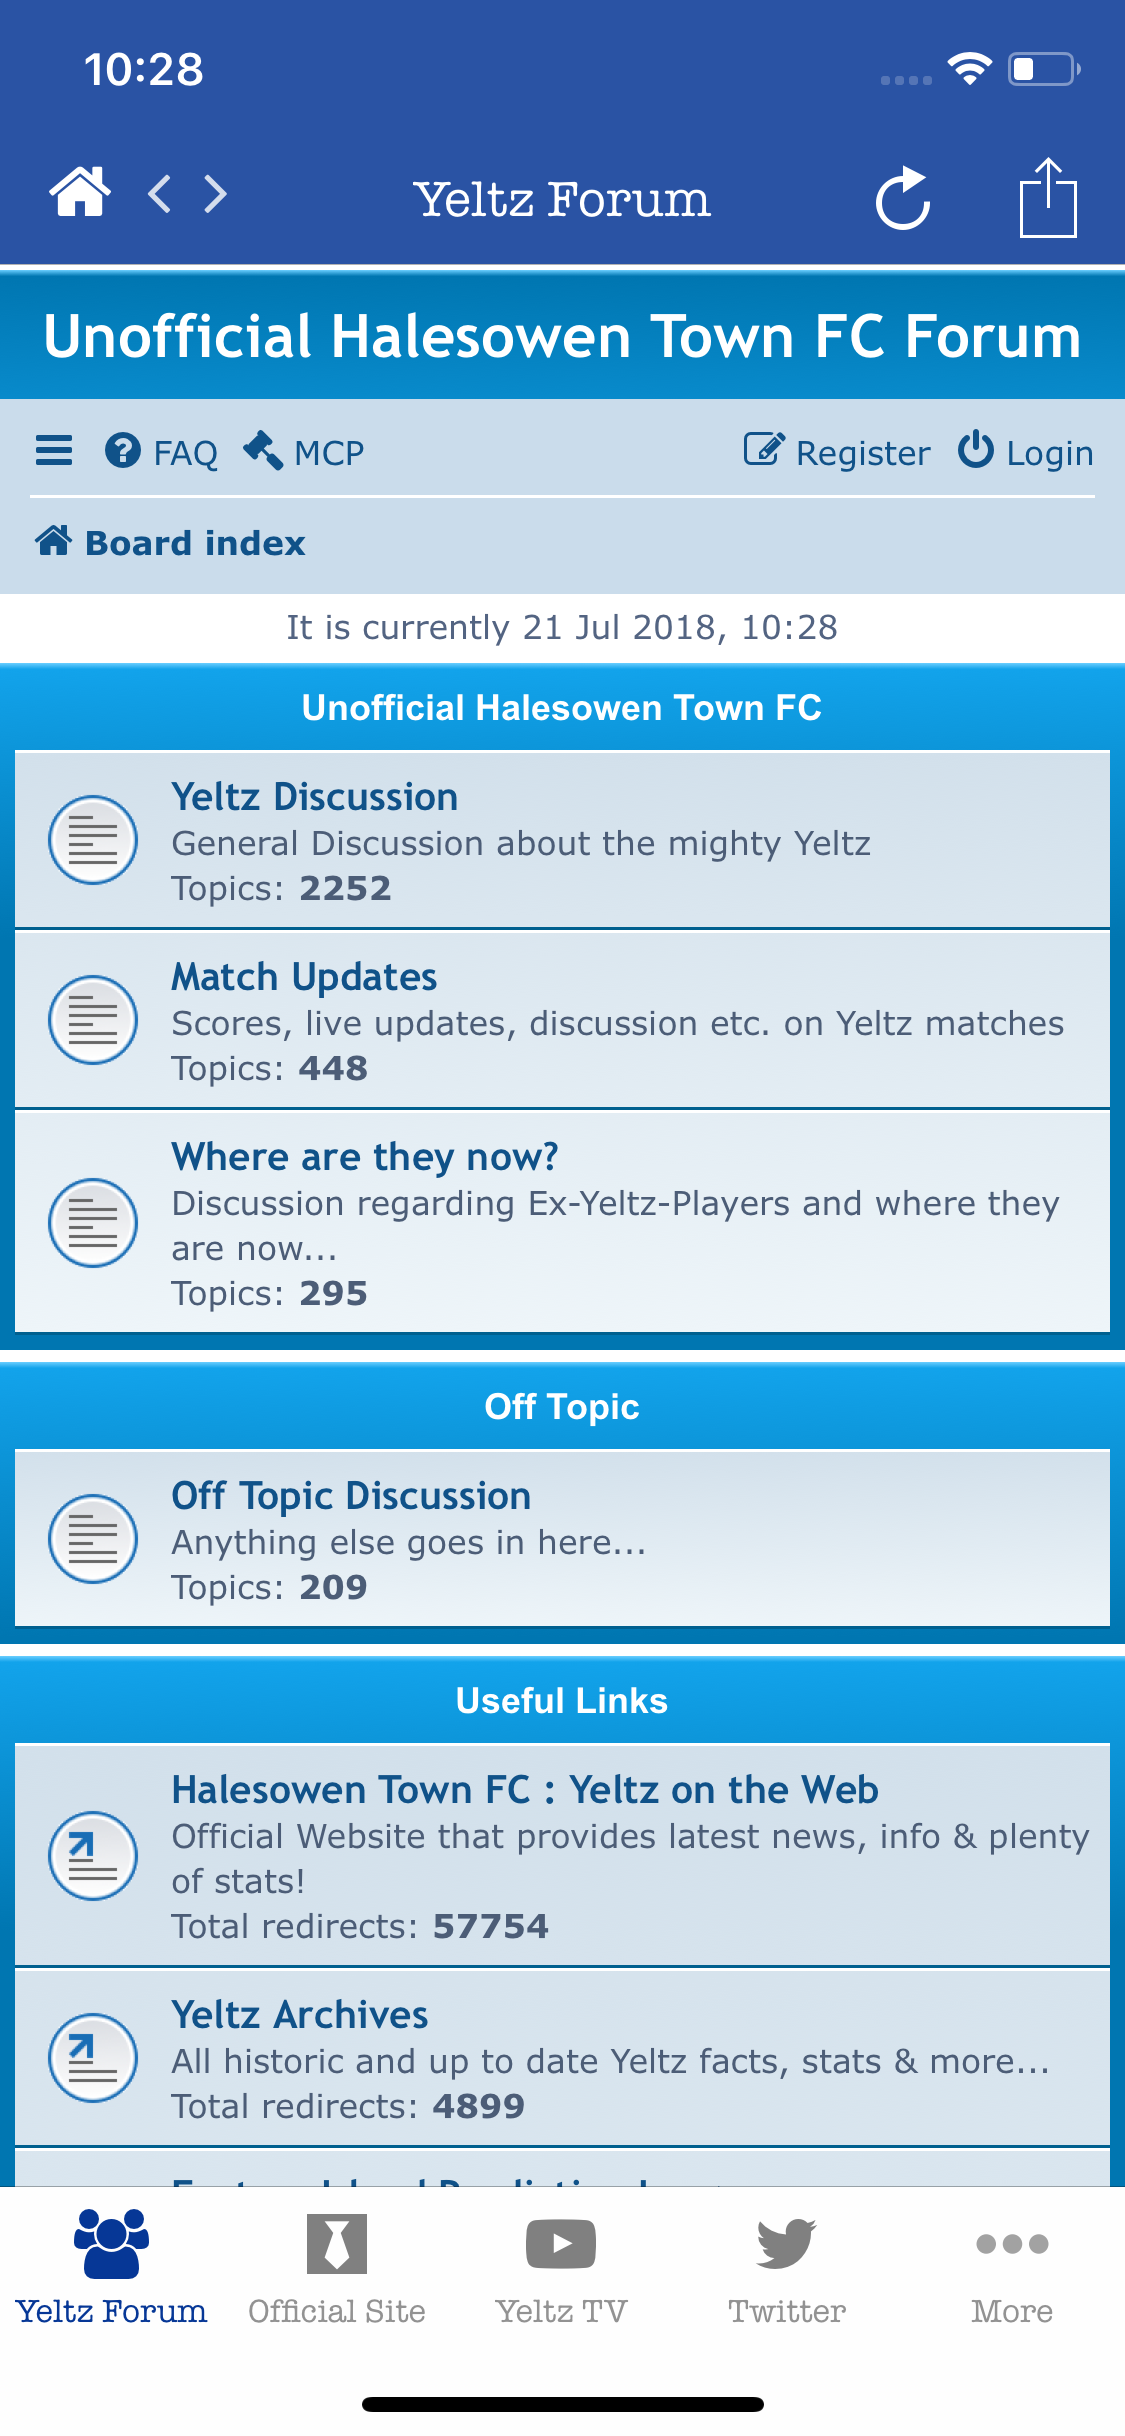 10:28
Yeltz Forum
Unofficial Halesowen Town FC Forum
FAQ MCP Register Login
Board index
It is currently 21 Jul 2018, 10:28
Unofficial Halesowen Town FC
Yeltz Discussion
General Discussion about the mighty Yeltz
Topics: 2252
Match Updates
Scores, live updates, discussion etc. on Yeltz matches
Topics: 448
Where are they now?
Discussion regarding Ex-Yeltz-Players and where they
are now...
Topics: 295
Off Topic
Off Topic Discussion
Anything else goes in here...
Topics: 209
Useful Links
Halesowen Town FC : Yeltz on the Web
Official Website that provides latest news, info & plenty
of stats!
Total redirects: 57754
Yeltz Archives
All historic and up to date Yeltz facts, stats & more...
Total redirects: 4899
Yeltz Forum Official Site Yeltz TV Twitter More